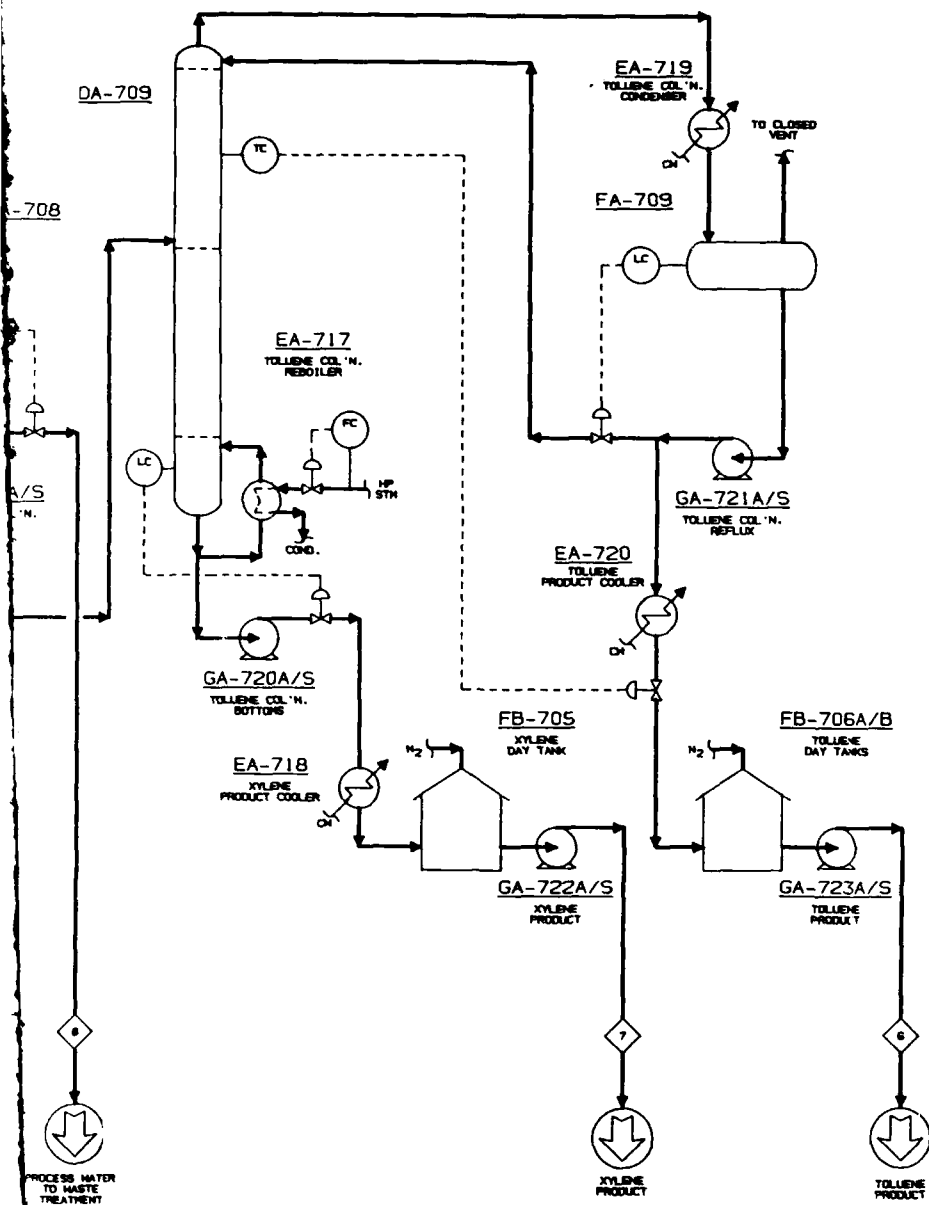 EA-719
TOLUENE COL'N.
CONDENSER
DA-709
TO CLOSED
VENT
TC
CW
FA-709
-708
LC
EA-717
TOLUENE COL'N.
REBOILER
FC
LC
HP
STM
A/S
'N.
GA-721A/S
TOLUENE COL'N.
REFLUX
COND.
EA-720
TOLUENE
PRODUCT COOLER
CW
GA-720A/S
TOLUENE COL'N.
BOTTOMS
FB-705
XYLENE
DAY TANK
FB-706A/B
TOLUENE
DAY TANKS
N2
N2
EA-718
XYLENE
PRODUCT COOLER
CW
GA-722A/S
XYLENE
PRODUCT
GA-723A/S
TOLUENE
PRODUCT
8
7
6
PROCESS WATER
TO WASTE
TREATMENT
XYLENE
PRODUCT
TOLUENE
PRODUCT